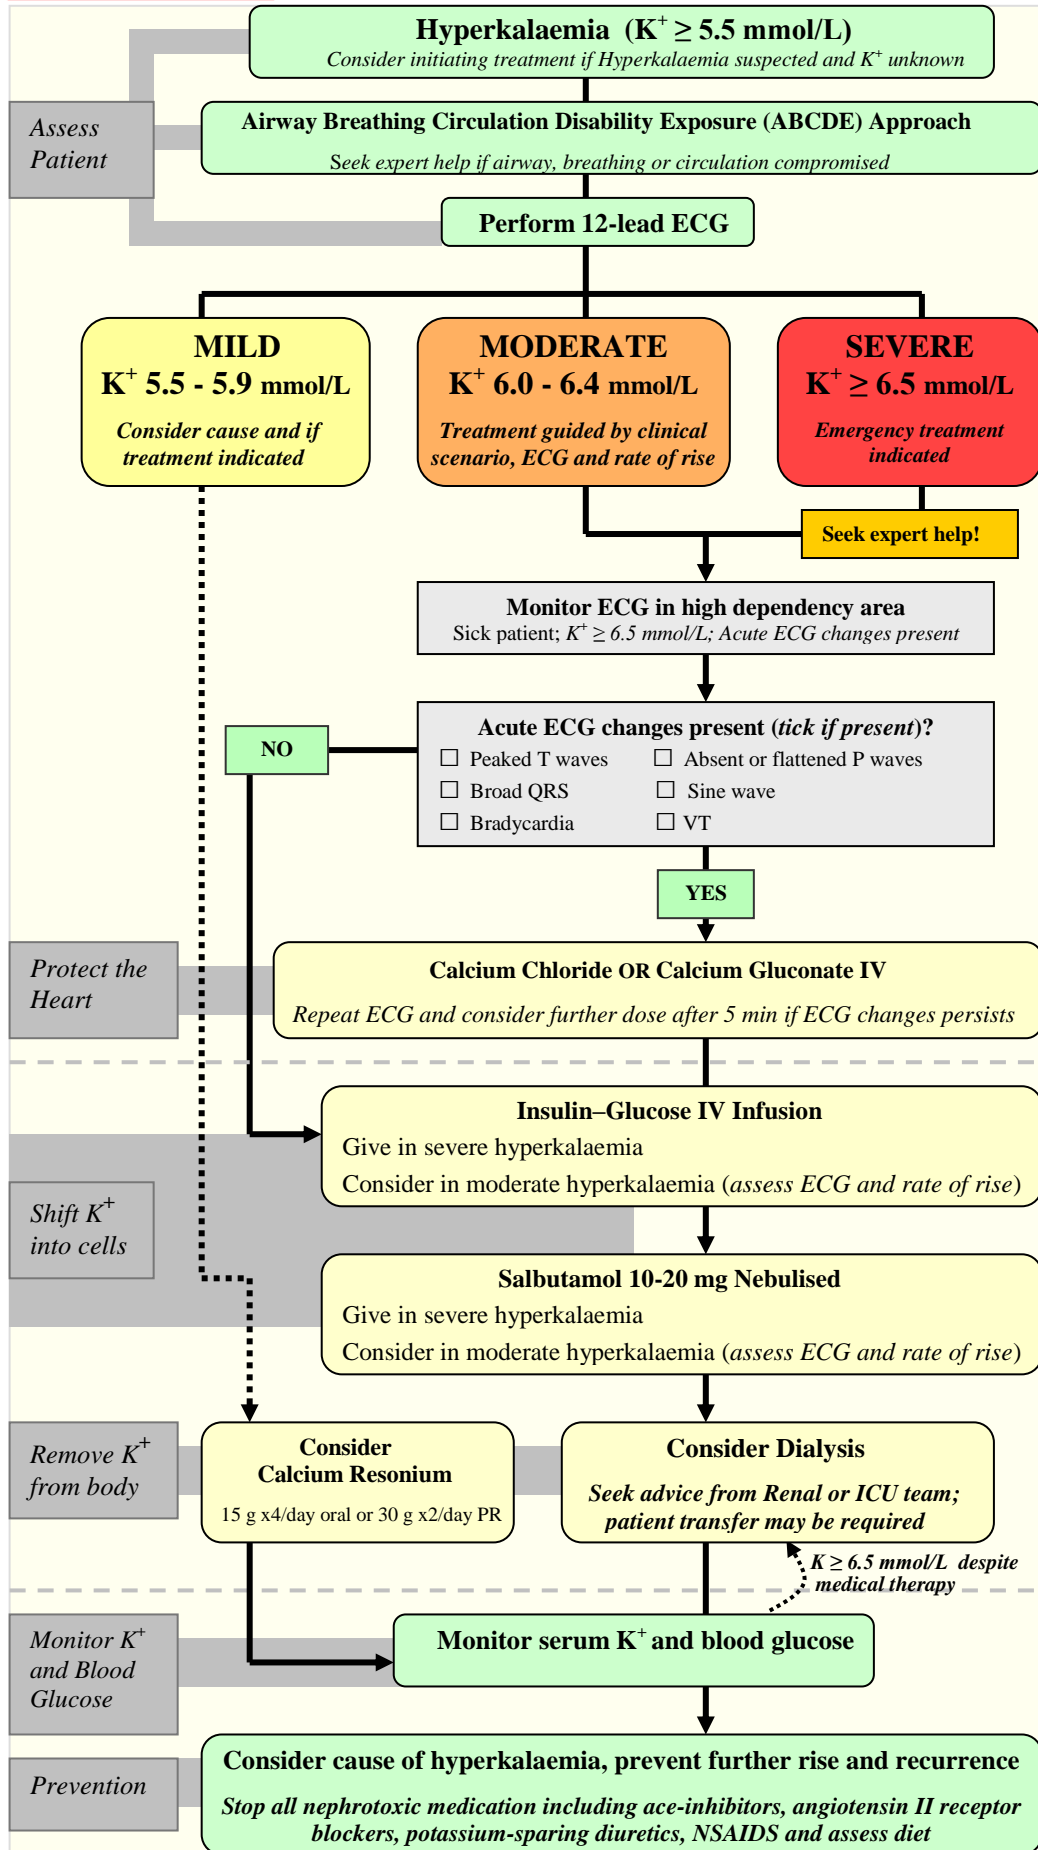 Hyperkalaemia (K⁺ ≥ 5.5 mmol/L)
Consider initiating treatment if Hyperkalaemia suspected and K⁺ unknown
Assess
Patient
Airway Breathing Circulation Disability Exposure (ABCDE) Approach
Seek expert help if airway, breathing or circulation compromised
Perform 12-lead ECG
MILD
K⁺ 5.5 - 5.9 mmol/L
Consider cause and if
treatment indicated
MODERATE
K⁺ 6.0 - 6.4 mmol/L
Treatment guided by clinical
scenario, ECG and rate of rise
SEVERE
K⁺ ≥ 6.5 mmol/L
Emergency treatment
indicated
Seek expert help!
Monitor ECG in high dependency area
Sick patient; K⁺ ≥ 6.5 mmol/L; Acute ECG changes present
Acute ECG changes present (tick if present)?
☐ Peaked T waves ☐ Absent or flattened P waves
☐ Broad QRS ☐ Sine wave
☐ Bradycardia ☐ VT
NO
YES
Protect the
Heart
Calcium Chloride OR Calcium Gluconate IV
Repeat ECG and consider further dose after 5 min if ECG changes persists
Insulin–Glucose IV Infusion
Give in severe hyperkalaemia
Consider in moderate hyperkalaemia (assess ECG and rate of rise)
Shift K⁺
into cells
Salbutamol 10-20 mg Nebulised
Give in severe hyperkalaemia
Consider in moderate hyperkalaemia (assess ECG and rate of rise)
Remove K⁺
from body
Consider
Calcium Resonium
15 g x4/day oral or 30 g x2/day PR
Consider Dialysis
Seek advice from Renal or ICU team;
patient transfer may be required
K ≥ 6.5 mmol/L despite
medical therapy
Monitor K⁺
and Blood
Glucose
Monitor serum K⁺ and blood glucose
Prevention
Consider cause of hyperkalaemia, prevent further rise and recurrence
Stop all nephrotoxic medication including ace-inhibitors, angiotensin II receptor
blockers, potassium-sparing diuretics, NSAIDS and assess diet